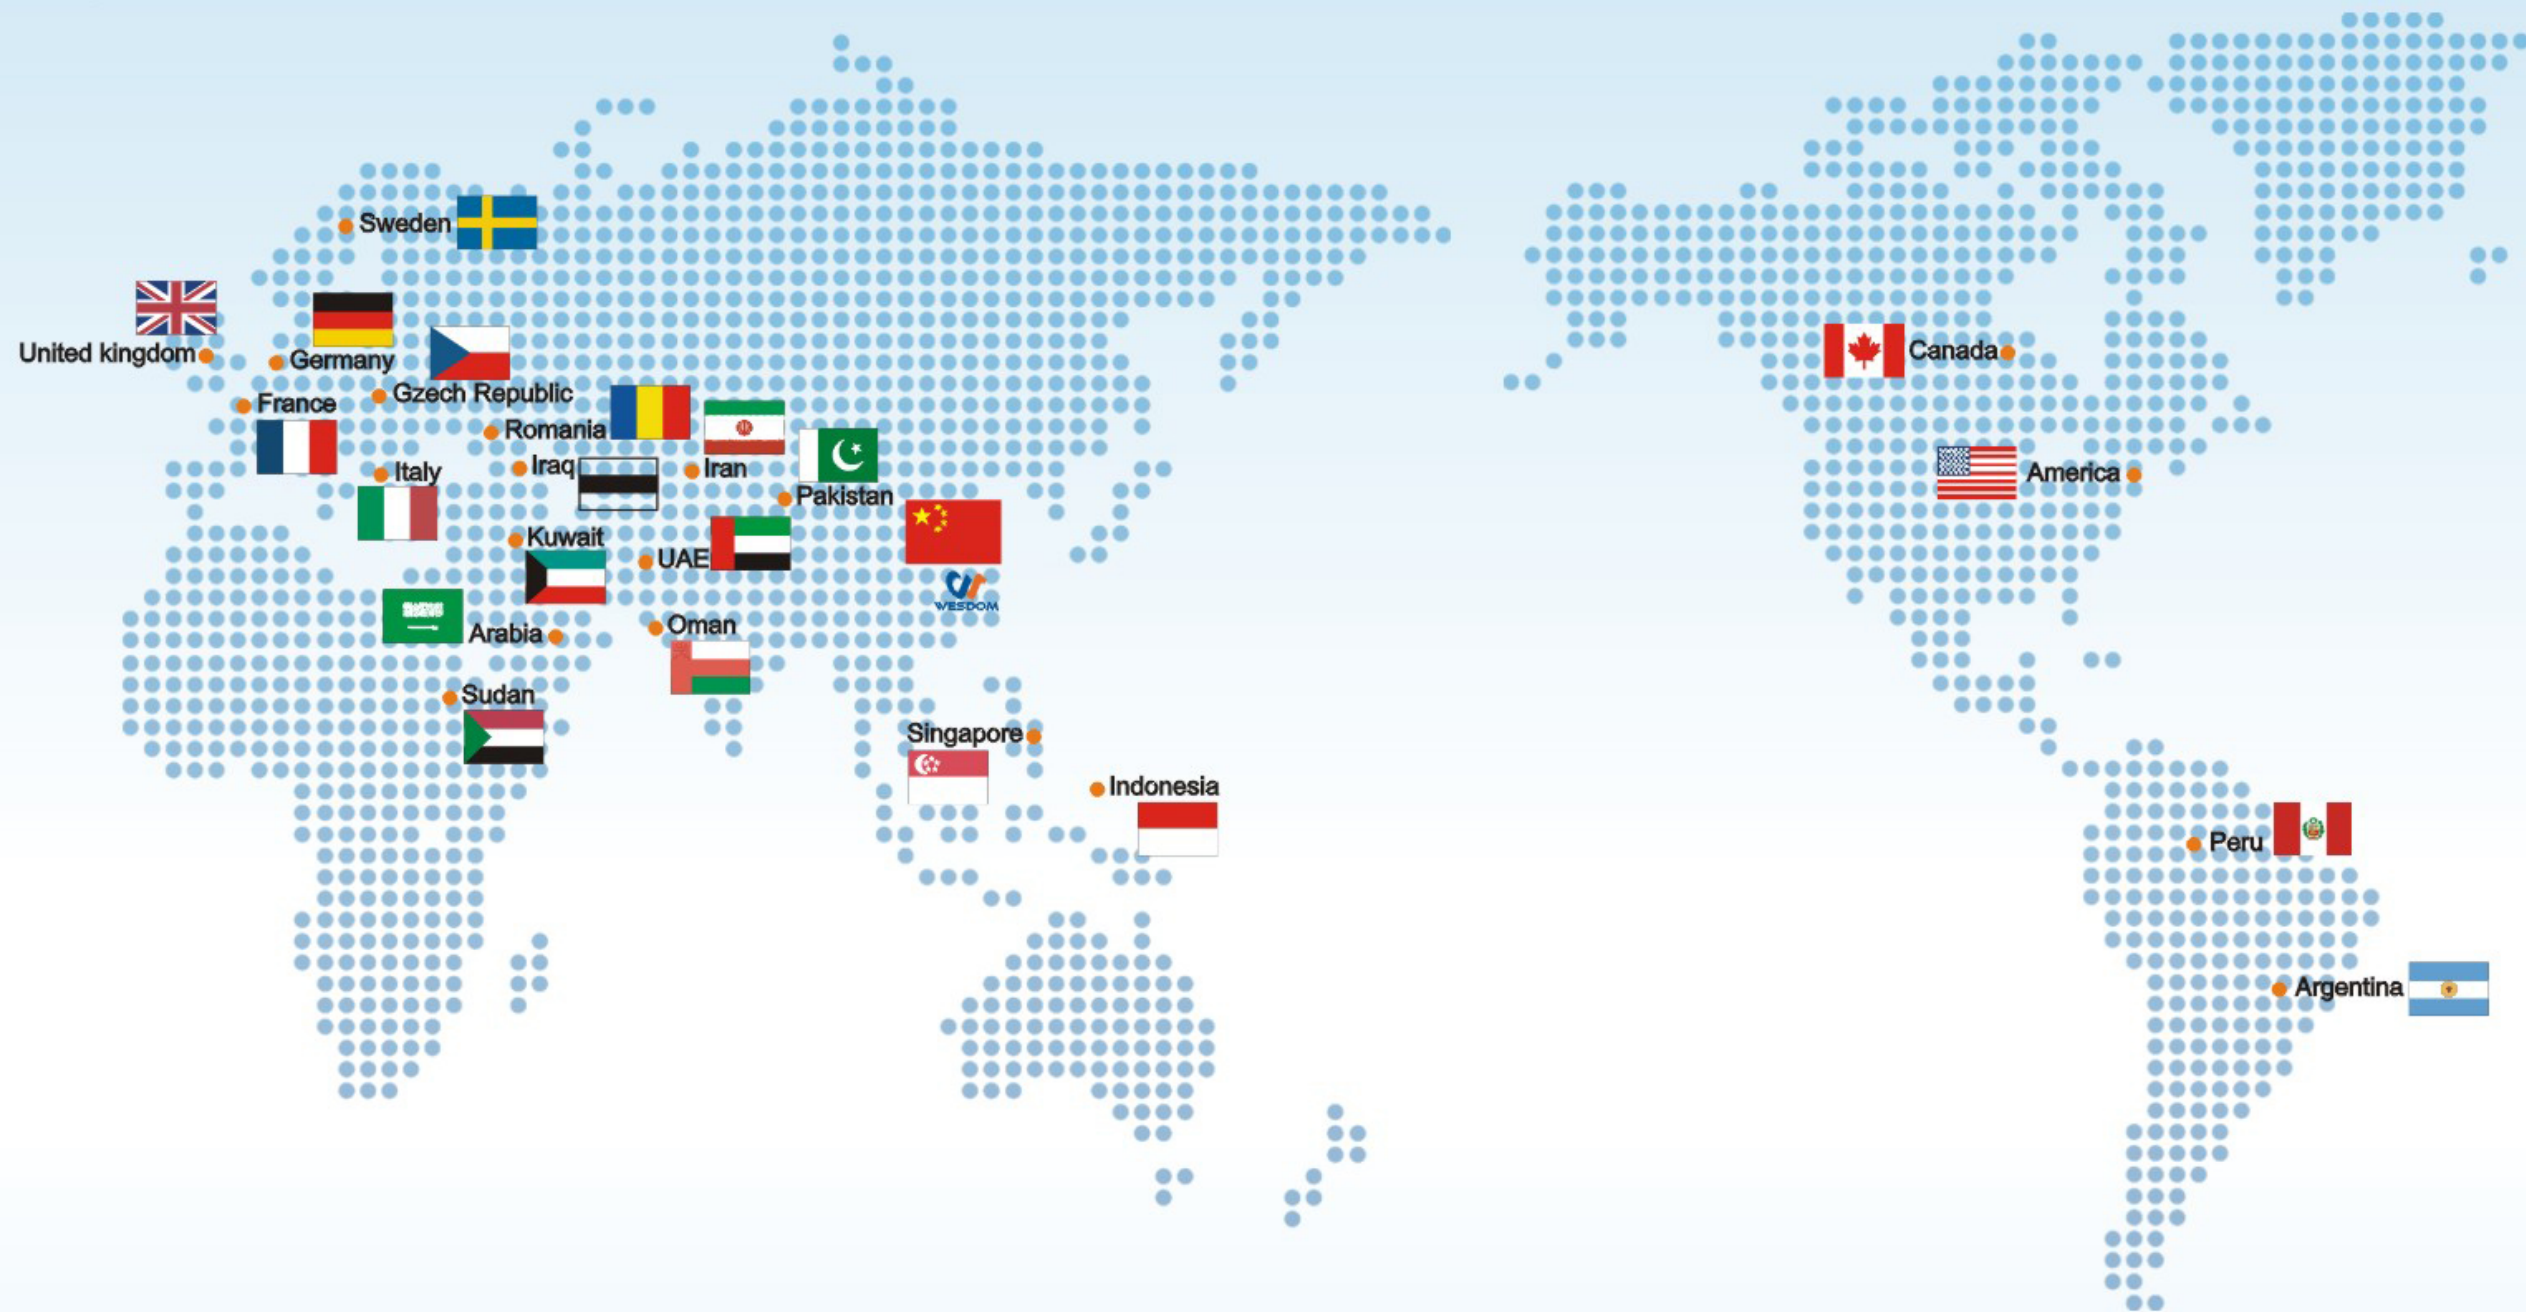 Sweden
United kingdom
Germany
Gzech Republic
France
Romania
Italy
Iraq
Iran
Pakistan
Kuwait
UAE
WESDOM
Arabia
Oman
Sudan
Singapore
Indonesia
Canada
America
Peru
Argentina